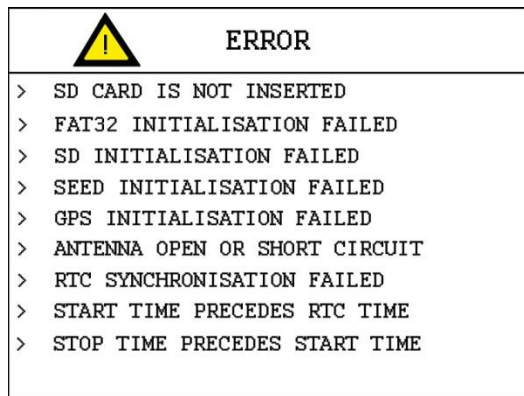 ERROR
> SD CARD IS NOT INSERTED
> FAT32 INITIALISATION FAILED
> SD INITIALISATION FAILED
> SEED INITIALISATION FAILED
> GPS INITIALISATION FAILED
> ANTENNA OPEN OR SHORT CIRCUIT
> RTC SYNCHRONISATION FAILED
> START TIME PRECEDES RTC TIME
> STOP TIME PRECEDES START TIME